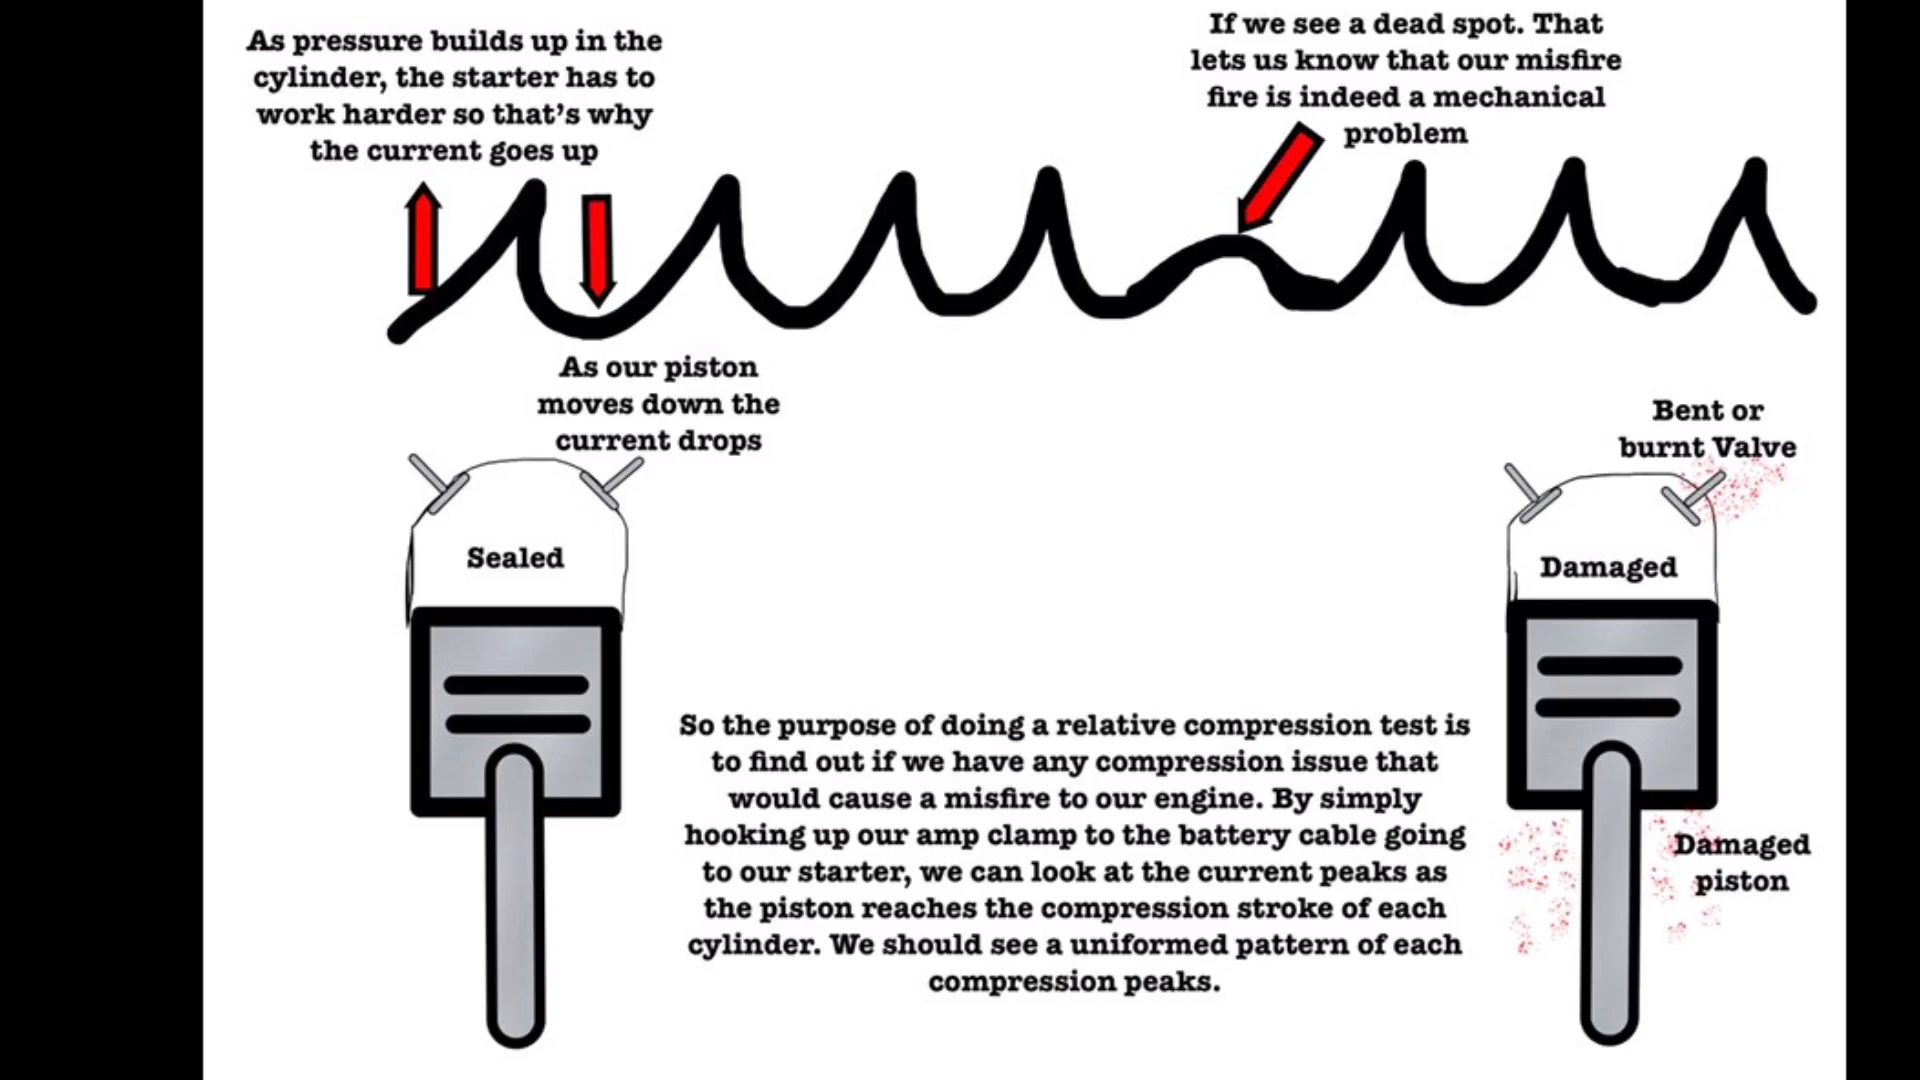 As pressure builds up in the
cylinder, the starter has to
work harder so that's why
the current goes up
If we see a dead spot. That
lets us know that our misfire
fire is indeed a mechanical
problem
As our piston
moves down the
current drops
Bent or
burnt Valve
Sealed
Damaged
So the purpose of doing a relative compression test is
to find out if we have any compression issue that
would cause a misfire to our engine. By simply
hooking up our amp clamp to the battery cable going
to our starter, we can look at the current peaks as
the piston reaches the compression stroke of each
cylinder. We should see a uniformed pattern of each
compression peaks.
Damaged
piston